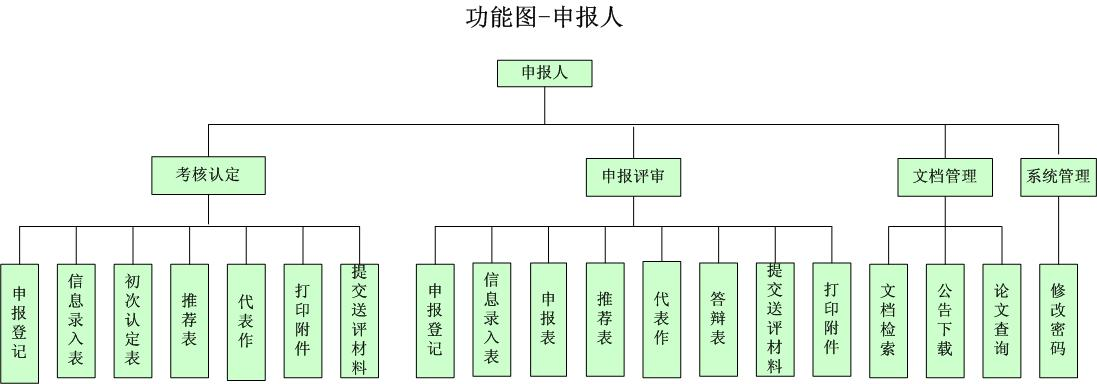 功能图-申报人
申报人
考核认定
申报评审
文档管理
系统管理
申报登记
信息录入表
初次认定表
推荐表
代表作
打印附件
提交送评材料
申报登记
信息录入表
申报表
推荐表
代表作
答辩表
提交送评材料
打印附件
文档检索
公告下载
论文查询
修改密码